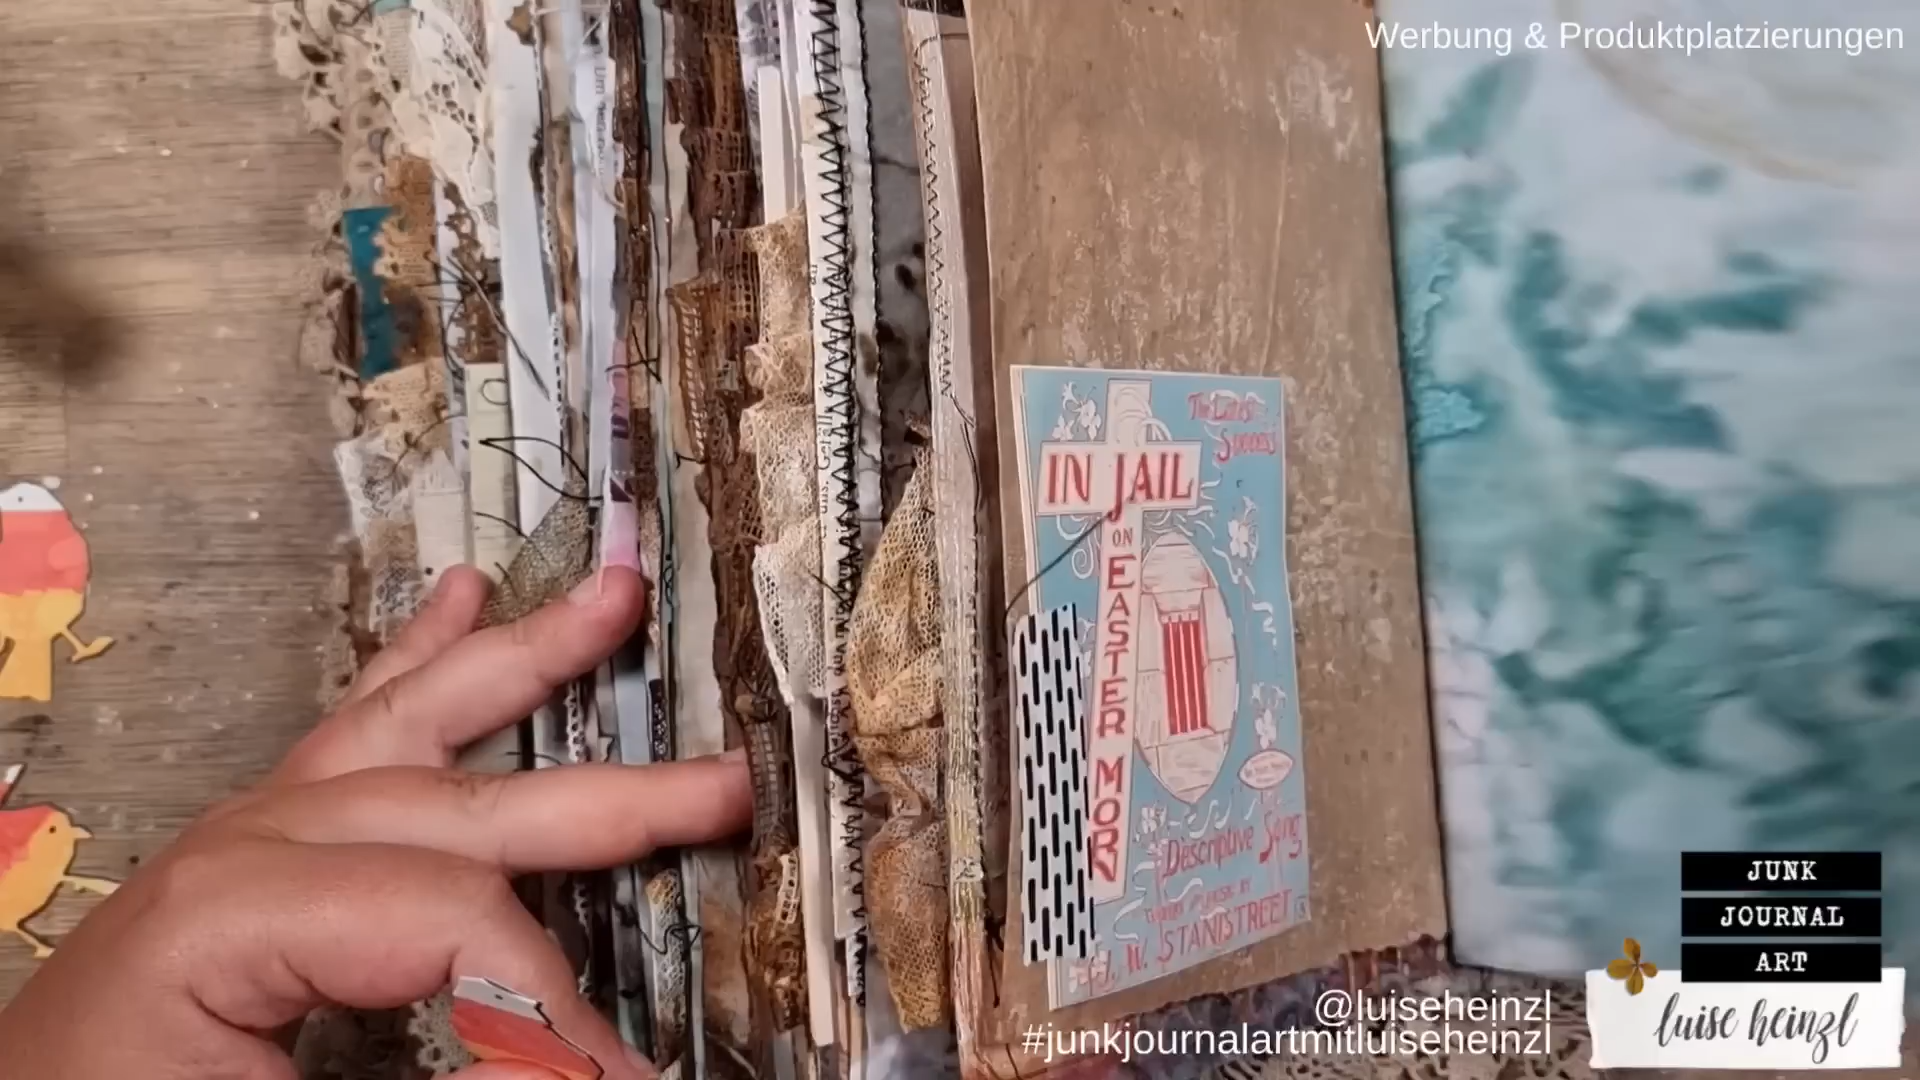 Werbung & Produktplatzierungen
The Latest
Success
IN JAIL
ON
EASTER
MORN
Descriptive Song
BY
W. STANISTREET
JUNK
JOURNAL
ART
luise heinzl
@luiseheinzl
#junkjournalartmitluiseheinzl